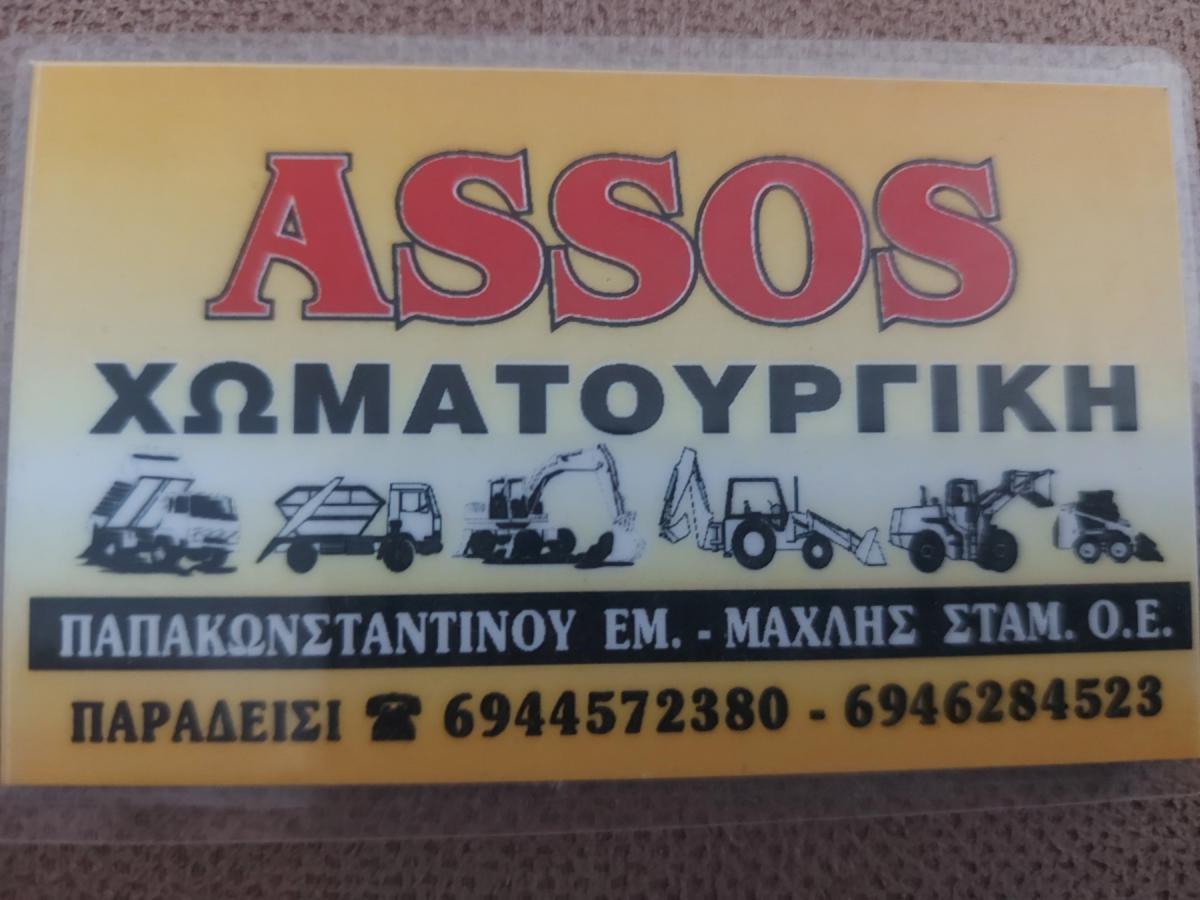 ASSOS
ΧΩΜΑΤΟΥΡΓΙΚΗ
ΠΑΠΑΚΩΝΣΤΑΝΤΙΝΟΥ ΕΜ. - ΜΑΧΛΗΣ ΣΤΑΜ. Ο.Ε.
ΠΑΡΑΔΕΙΣΙ ☎ 6944572380 - 6946284523